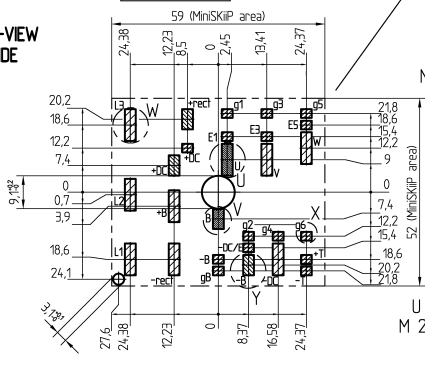 59 (MiniSKiiP area)
-VIEW
DE
24,38
12,23
8,5
0
2,45
13,41
24,37
N
20,2
18,6
12,2
7,4
0
0,7
3,9
18,6
24,1
L3
W
+rect
g1
g3
g5
E1
E3
E5
W
+DC
+DC
U
U
V
L2
+B
B
V
X
g2
g4
g6
-DC/E
L1
-rect
-B
gB
-B
-DC
+T
-T
Y
21,8
18,6
15,4
12,2
9
7,4
12,2
15,4
18,6
20,2
21,8
52 (MiniSKiiP area)
27,6
24,38
12,23
0
8,37
16,58
24,37
U
M 2